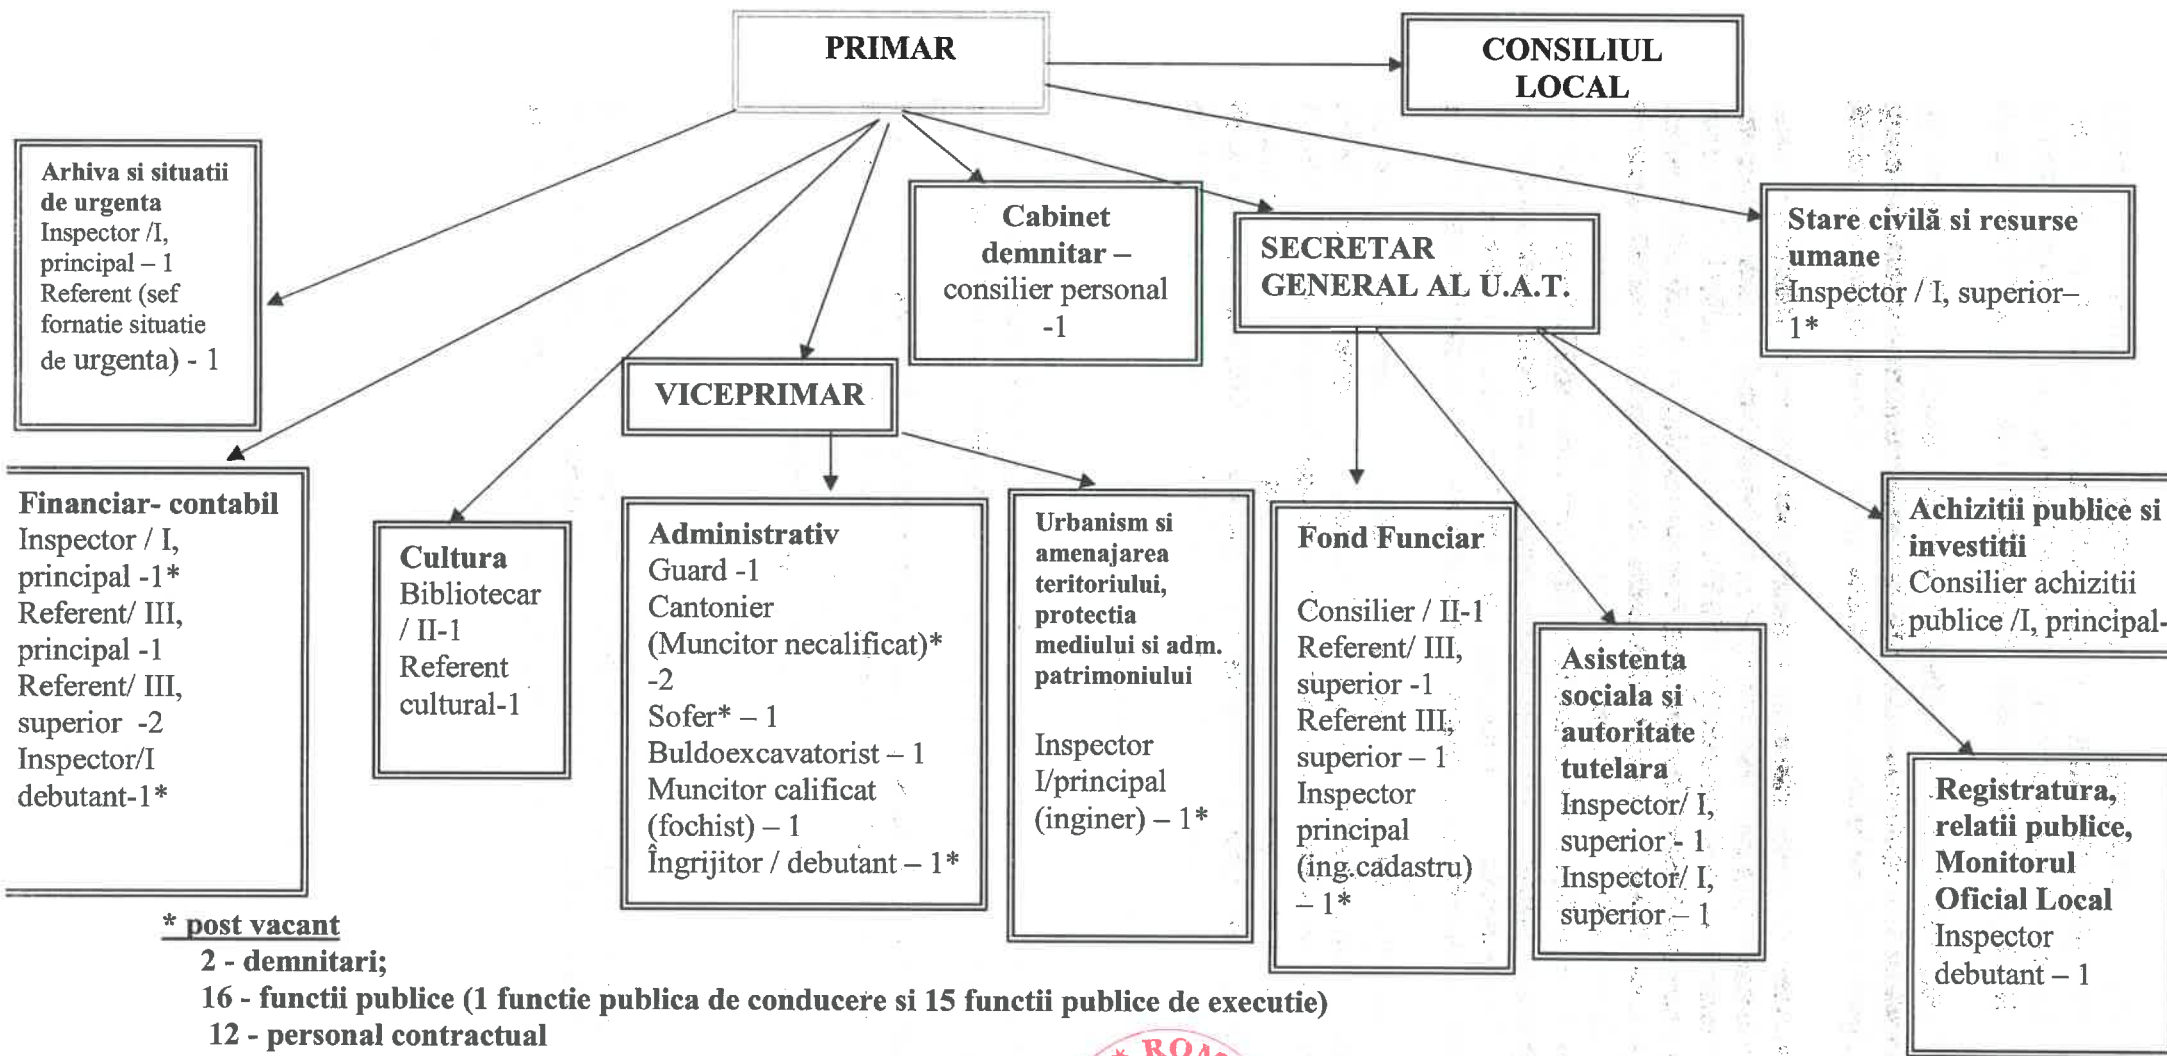 PRIMAR
CONSILIUL
LOCAL
Arhiva si situatii
de urgenta
Inspector /I,
principal – 1
Referent (sef
fornatie situatie
de urgenta) - 1
Cabinet
demnitar –
consilier personal
-1
SECRETAR
GENERAL AL U.A.T.
Stare civilă si resurse
umane
Inspector / I, superior–
1*
VICEPRIMAR
Financiar- contabil
Inspector / I,
principal -1*
Referent/ III,
principal -1
Referent/ III,
superior -2
Inspector/I
debutant-1*
Cultura
Bibliotecar
/ II-1
Referent
cultural-1
Administrativ
Guard -1
Cantonier
(Muncitor necalificat)*
-2
Sofer* – 1
Buldoexcavatorist – 1
Muncitor calificat
(fochist) – 1
Îngrijitor / debutant – 1*
Urbanism si
amenajarea
teritoriului,
protectia
mediului si adm.
patrimoniului
Inspector
I/principal
(inginer) – 1*
Fond Funciar
Consilier / II-1
Referent/ III,
superior -1
Referent III,
superior – 1
Inspector
principal
(ing.cadastru)
– 1*
Asistenta
sociala si
autoritate
tutelara
Inspector/ I,
superior - 1
Inspector/ I,
superior – 1
Achizitii publice si
investitii
Consilier achizitii
publice /I, principal-
Registratura,
relatii publice,
Monitorul
Oficial Local
Inspector
debutant – 1
* post vacant
2 - demnitari;
16 - functii publice (1 functie publica de conducere si 15 functii publice de executie)
12 - personal contractual